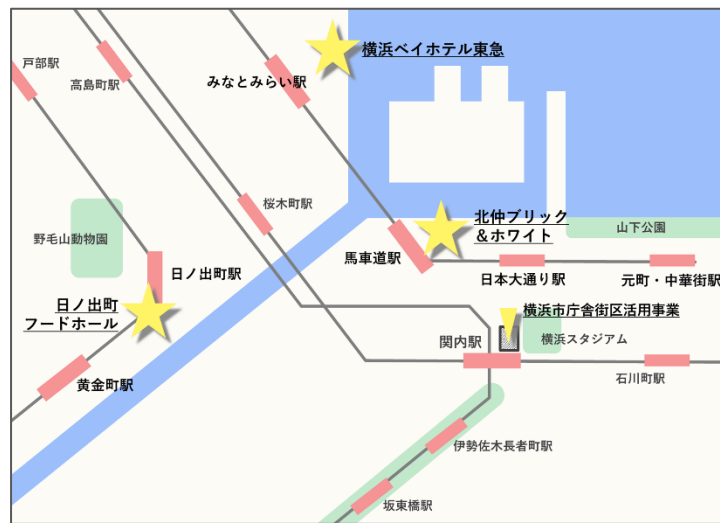 横浜ベイホテル東急
戸部駅
高島町駅
みなとみらい駅
桜木町駅
北仲ブリック
&ホワイト
山下公園
野毛山動物園
馬車道駅
日ノ出町駅
日本大通り駅
元町・中華街駅
日ノ出町
フードホール
横浜市庁舎街区活用事業
関内駅
横浜スタジアム
黄金町駅
石川町駅
伊勢佐木長者町駅
坂東橋駅